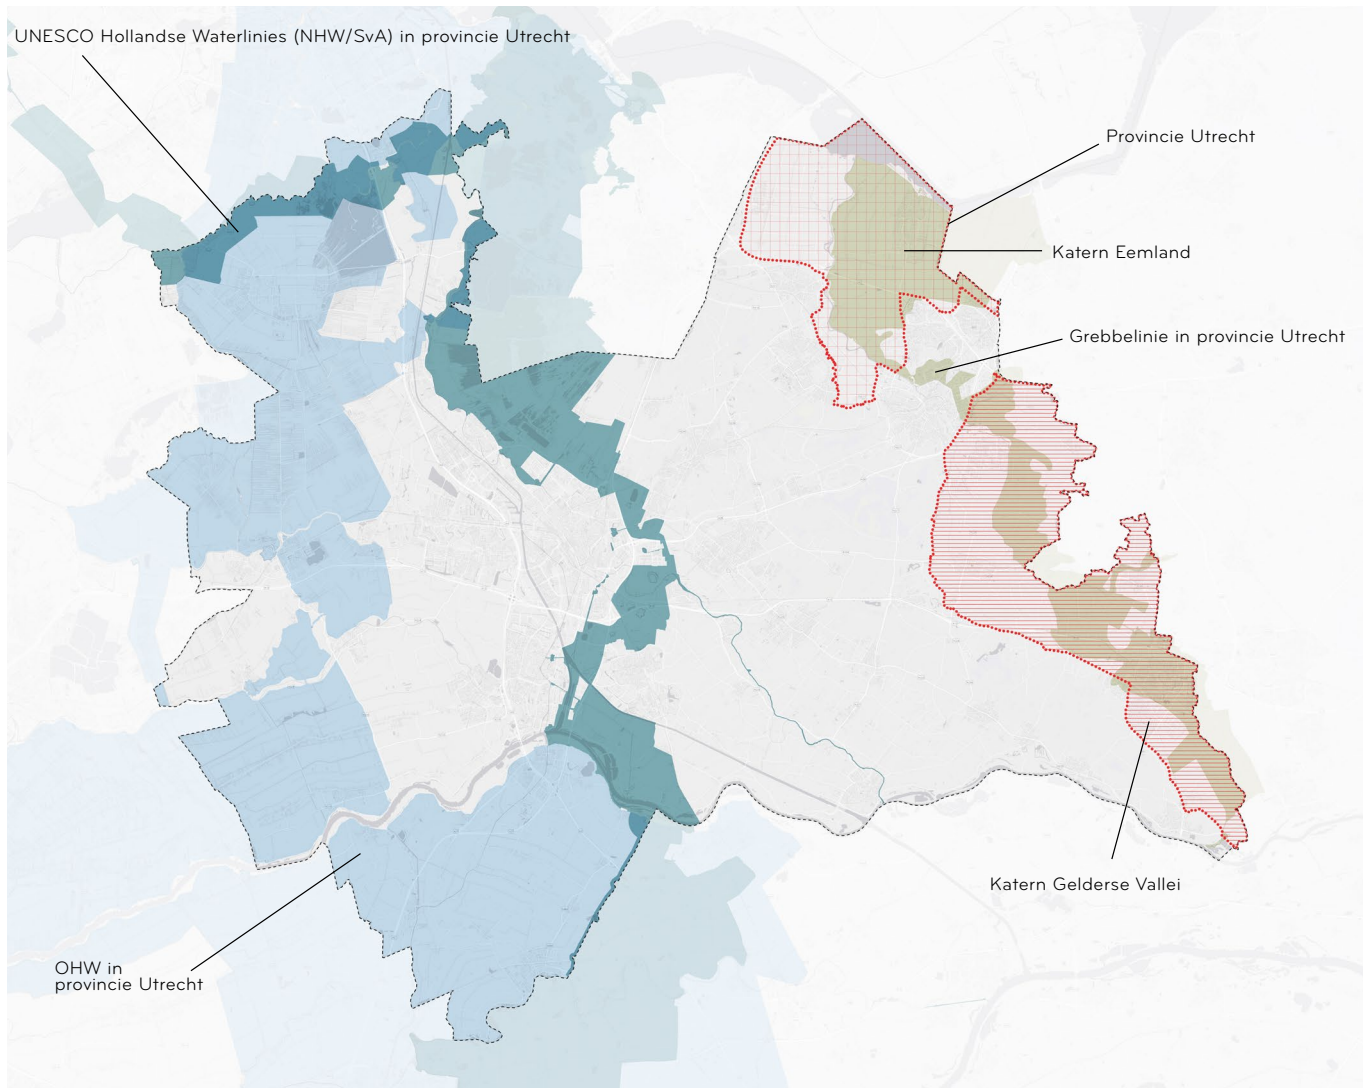 UNESCO Hollandse Waterlinies (NHW/SvA) in provincie Utrecht
Provincie Utrecht
Katern Eemland
Grebbelinie in provincie Utrecht
Katern Gelderse Vallei
OHW in
provincie Utrecht